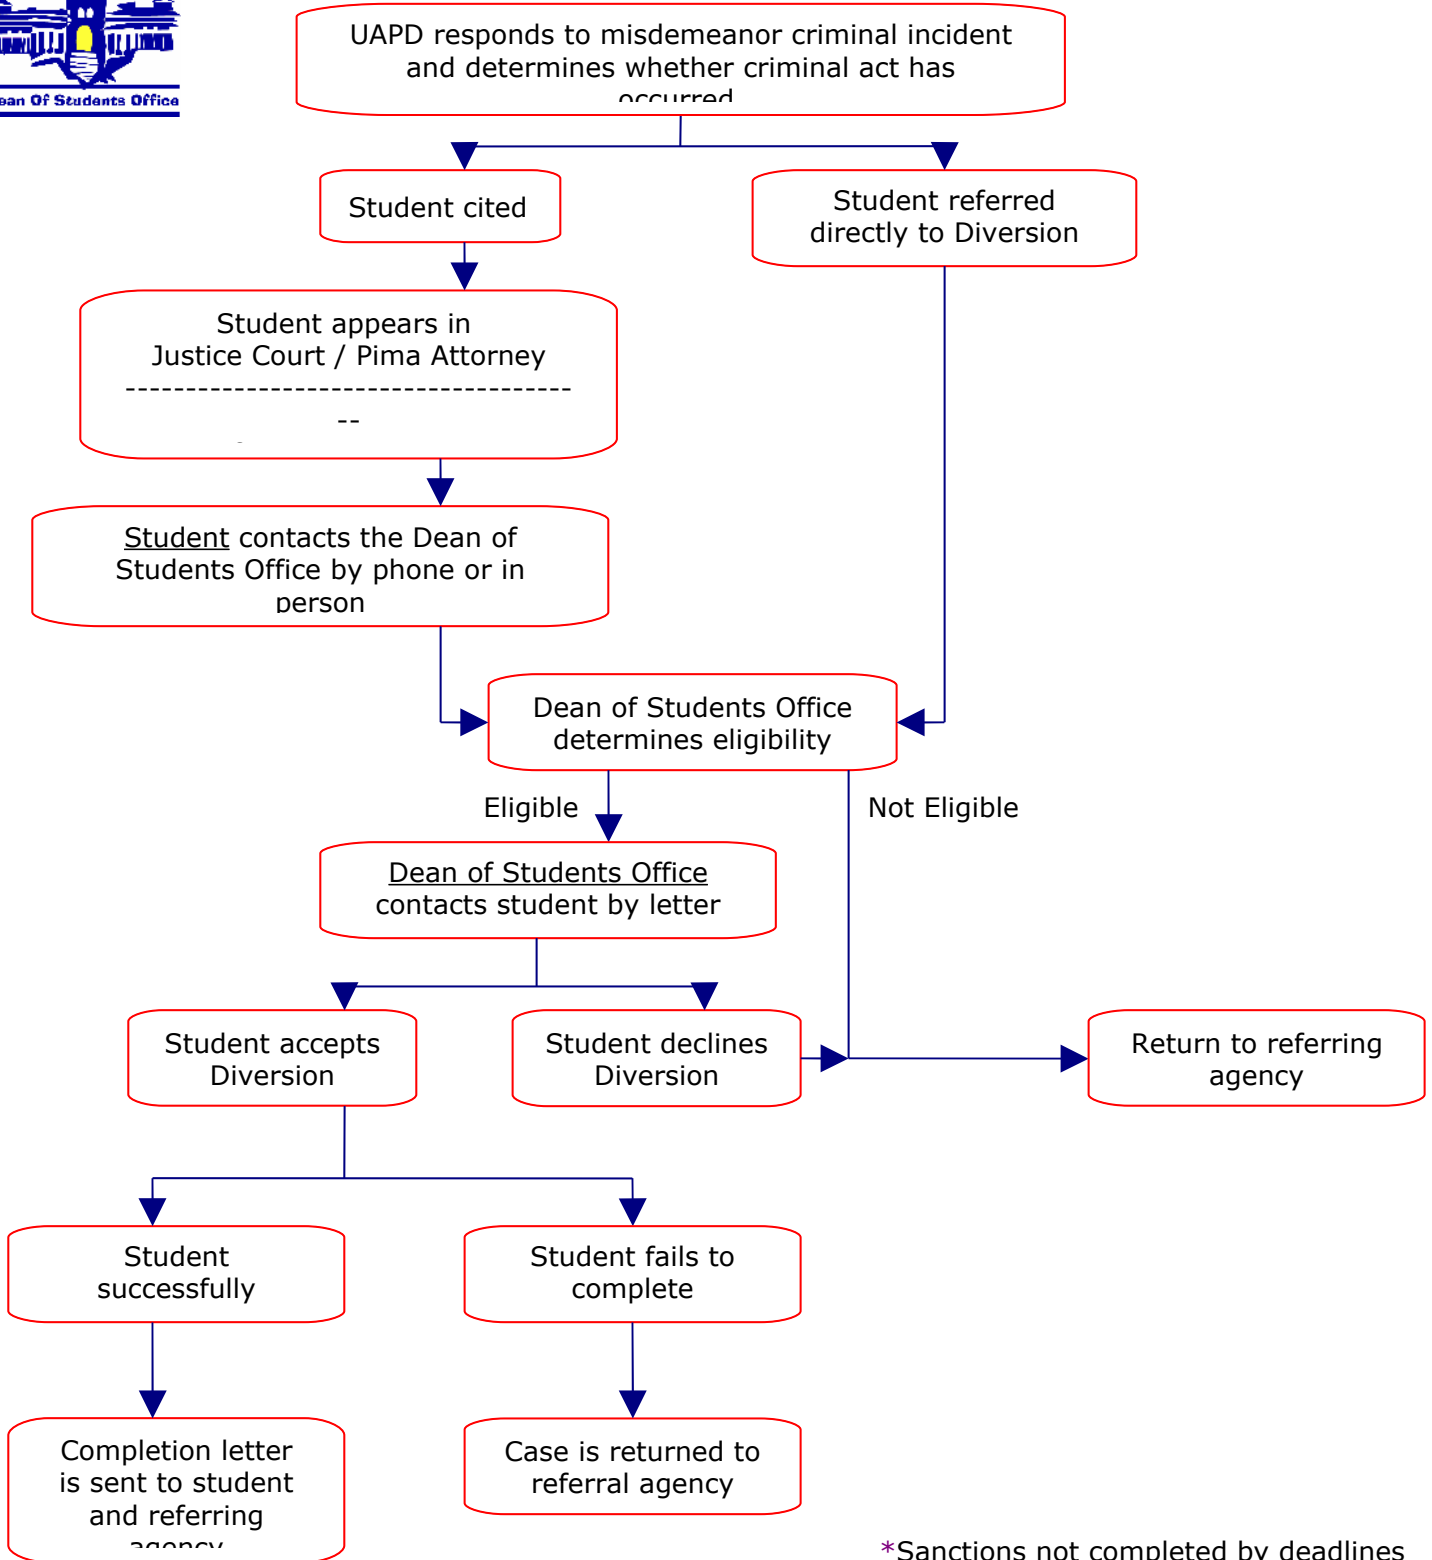 Dean Of Students Office
UAPD responds to misdemeanor criminal incident
and determines whether criminal act has
occurred
Student cited
Student referred
directly to Diversion
Student appears in
Justice Court / Pima Attorney
-------------------------------------
--
Student contacts the Dean of
Students Office by phone or in
person
Dean of Students Office
determines eligibility
Eligible
Not Eligible
Dean of Students Office
contacts student by letter
Student accepts
Diversion
Student declines
Diversion
Return to referring
agency
Student
successfully
Student fails to
complete
Completion letter
is sent to student
and referring
agency
Case is returned to
referral agency
*Sanctions not completed by deadlines